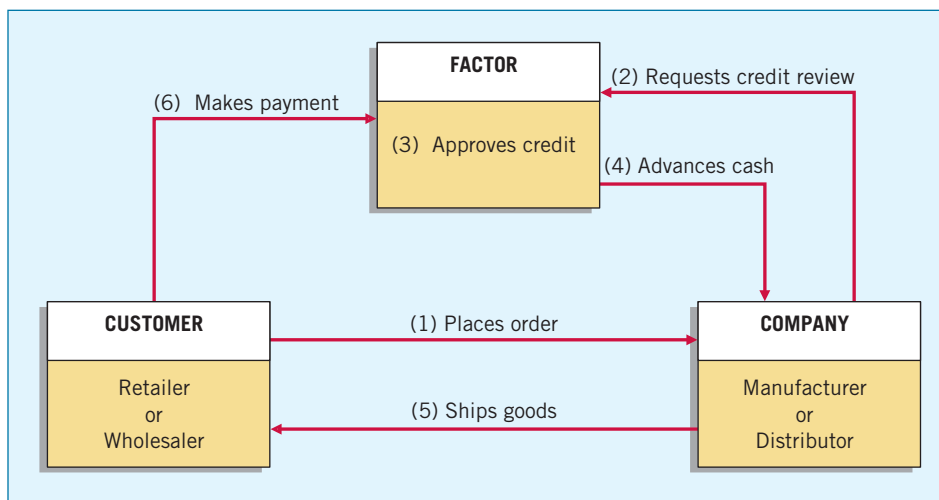 FACTOR
(2) Requests credit review
(6) Makes payment
(3) Approves credit
(4) Advances cash
CUSTOMER
(1) Places order
COMPANY
Retailer
or
Wholesaler
(5) Ships goods
Manufacturer
or
Distributor